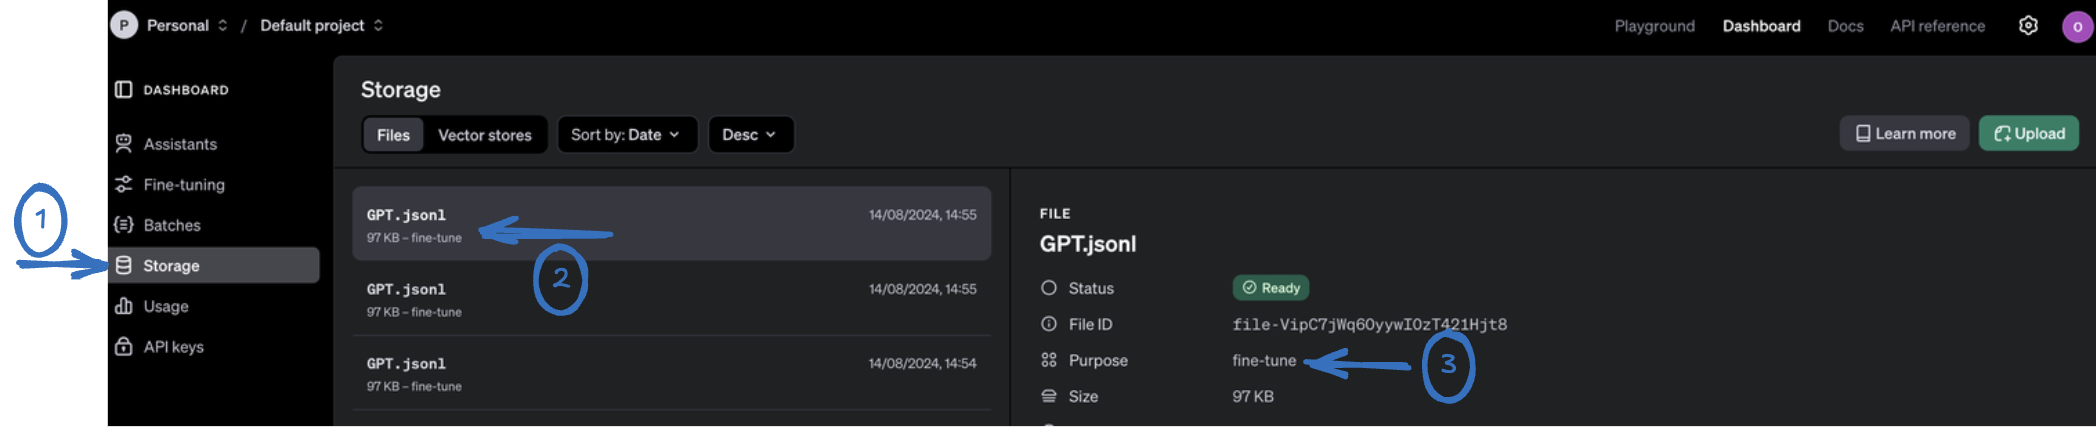 P Personal / Default project Playground Dashboard Docs API reference O
DASHBOARD
Assistants
Fine-tuning
Batches
Storage
Usage
API keys
1
Storage
Files Vector stores Sort by: Date Desc Learn more Upload
GPT.jsonl 14/08/2024, 14:55
97 KB – fine-tune
2
GPT.jsonl 14/08/2024, 14:55
97 KB – fine-tune
GPT.jsonl 14/08/2024, 14:54
97 KB – fine-tune
FILE
GPT.jsonl
Status Ready
File ID file-VipC7jWq6OyywIOzT421Hjt8
Purpose fine-tune
3
Size 97 KB